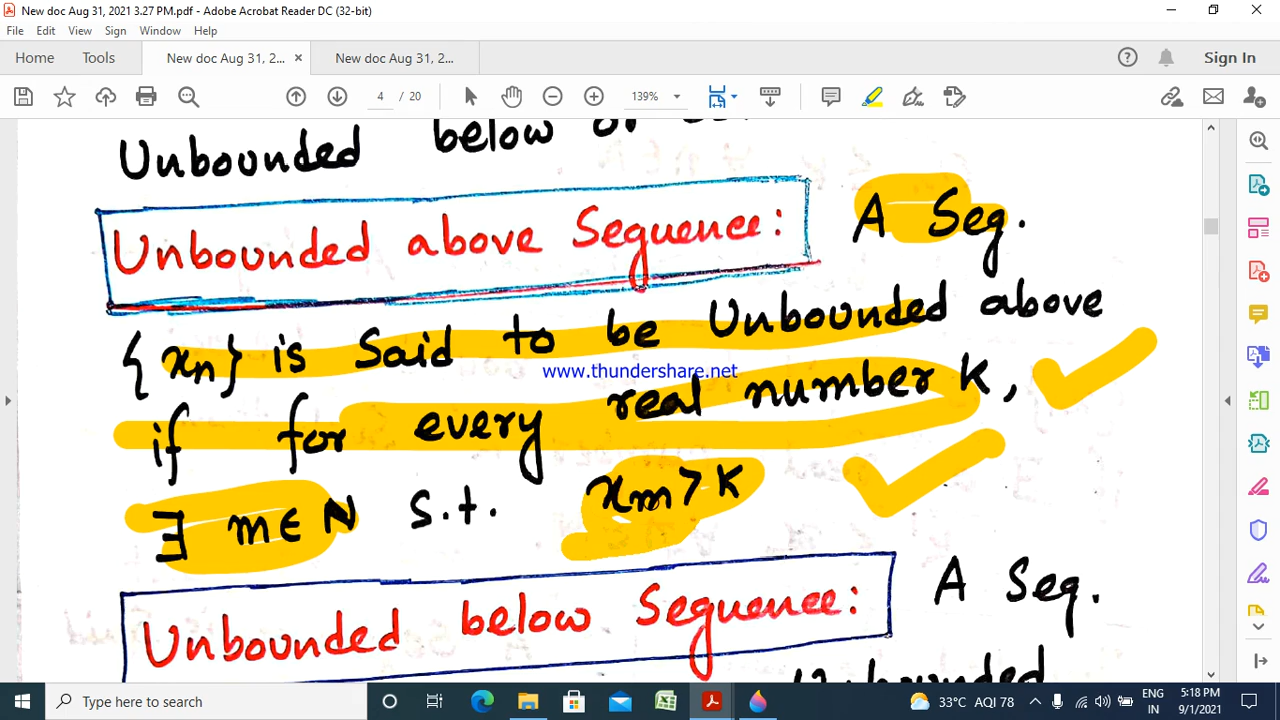 New doc Aug 31, 2021 3.27 PM.pdf - Adobe Acrobat Reader DC (32-bit)
File Edit View Sign Window Help
Home Tools New doc Aug 31, 2... × New doc Aug 31, 2... Sign In
4 / 20 139%
Unbounded below or
Unbounded above Sequence: A Seq.
{xn} is Said to be Unbounded above
www.thundershare.net
if for every real number K,
∃ m∈N s.t. xm>K
Unbounded below Sequence: A Seq.
Unbounded
Type here to search
33°C AQI 78 ENG 5:18 PM
IN 9/1/2021